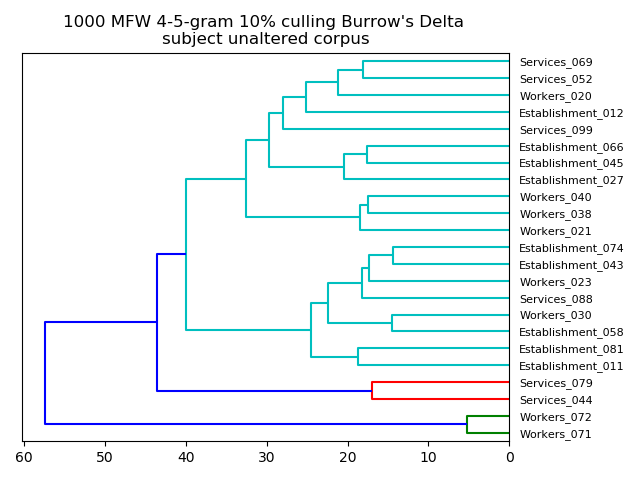 1000 MFW 4-5-gram 10% culling Burrow's Delta
subject unaltered corpus
Services_069
Services_052
Workers_020
Establishment_012
Services_099
Establishment_066
Establishment_045
Establishment_027
Workers_040
Workers_038
Workers_021
Establishment_074
Establishment_043
Workers_023
Services_088
Workers_030
Establishment_058
Establishment_081
Establishment_011
Services_079
Services_044
Workers_072
Workers_071
60 50 40 30 20 10 0